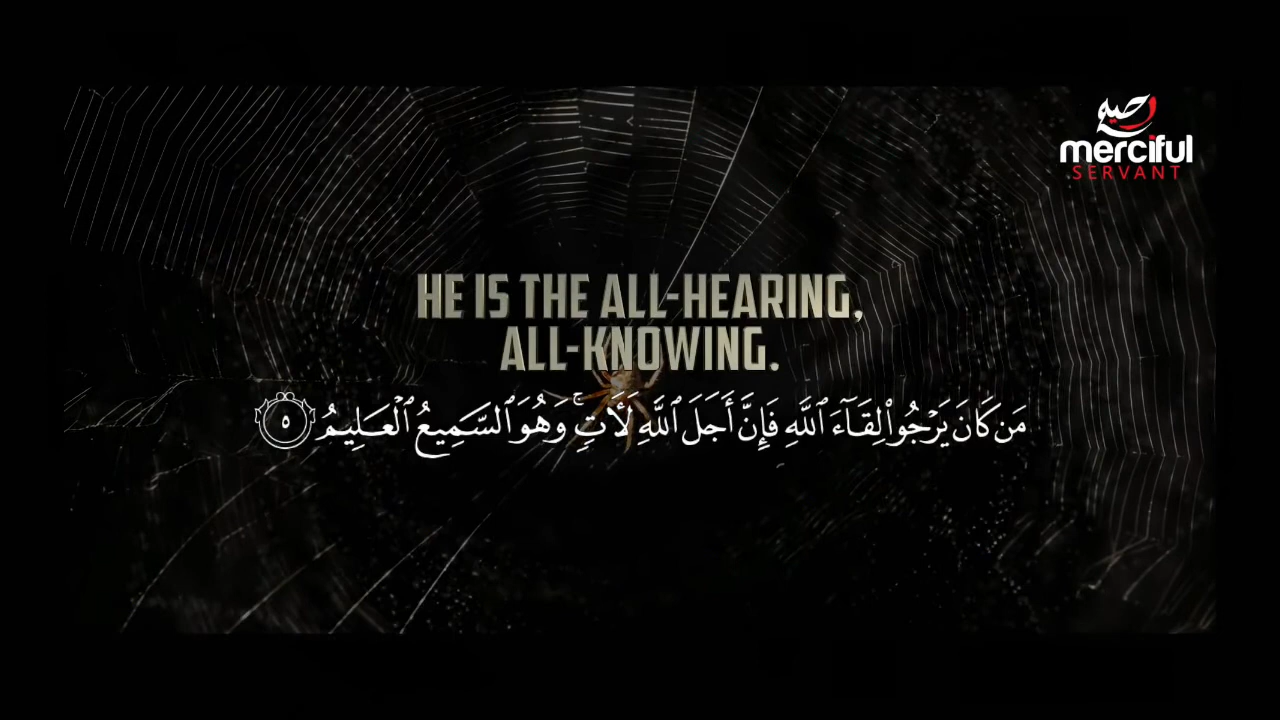 رحيم
merciful
SERVANT
HE IS THE ALL-HEARING,
ALL-KNOWING.
مَن كَانَ يَرْجُوا۟ لِقَآءَ ٱللَّهِ فَإِنَّ أَجَلَ ٱللَّهِ لَـَٔاتٍ ۚ وَهُوَ ٱلسَّمِيعُ ٱلْعَلِيمُ ٥